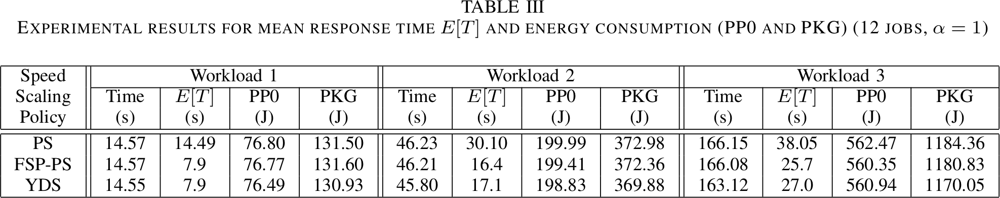 TABLE III
EXPERIMENTAL RESULTS FOR MEAN RESPONSE TIME E[T] AND ENERGY CONSUMPTION (PP0 AND PKG) (12 JOBS, α = 1)
Speed Workload 1 Workload 2 Workload 3
Scaling Time E[T] PP0 PKG Time E[T] PP0 PKG Time E[T] PP0 PKG
Policy (s) (s) (J) (J) (s) (s) (J) (J) (s) (s) (J) (J)
PS 14.57 14.49 76.80 131.50 46.23 30.10 199.99 372.98 166.15 38.05 562.47 1184.36
FSP-PS 14.57 7.9 76.77 131.60 46.21 16.4 199.41 372.36 166.08 25.7 560.35 1180.83
YDS 14.55 7.9 76.49 130.93 45.80 17.1 198.83 369.88 163.12 27.0 560.94 1170.05